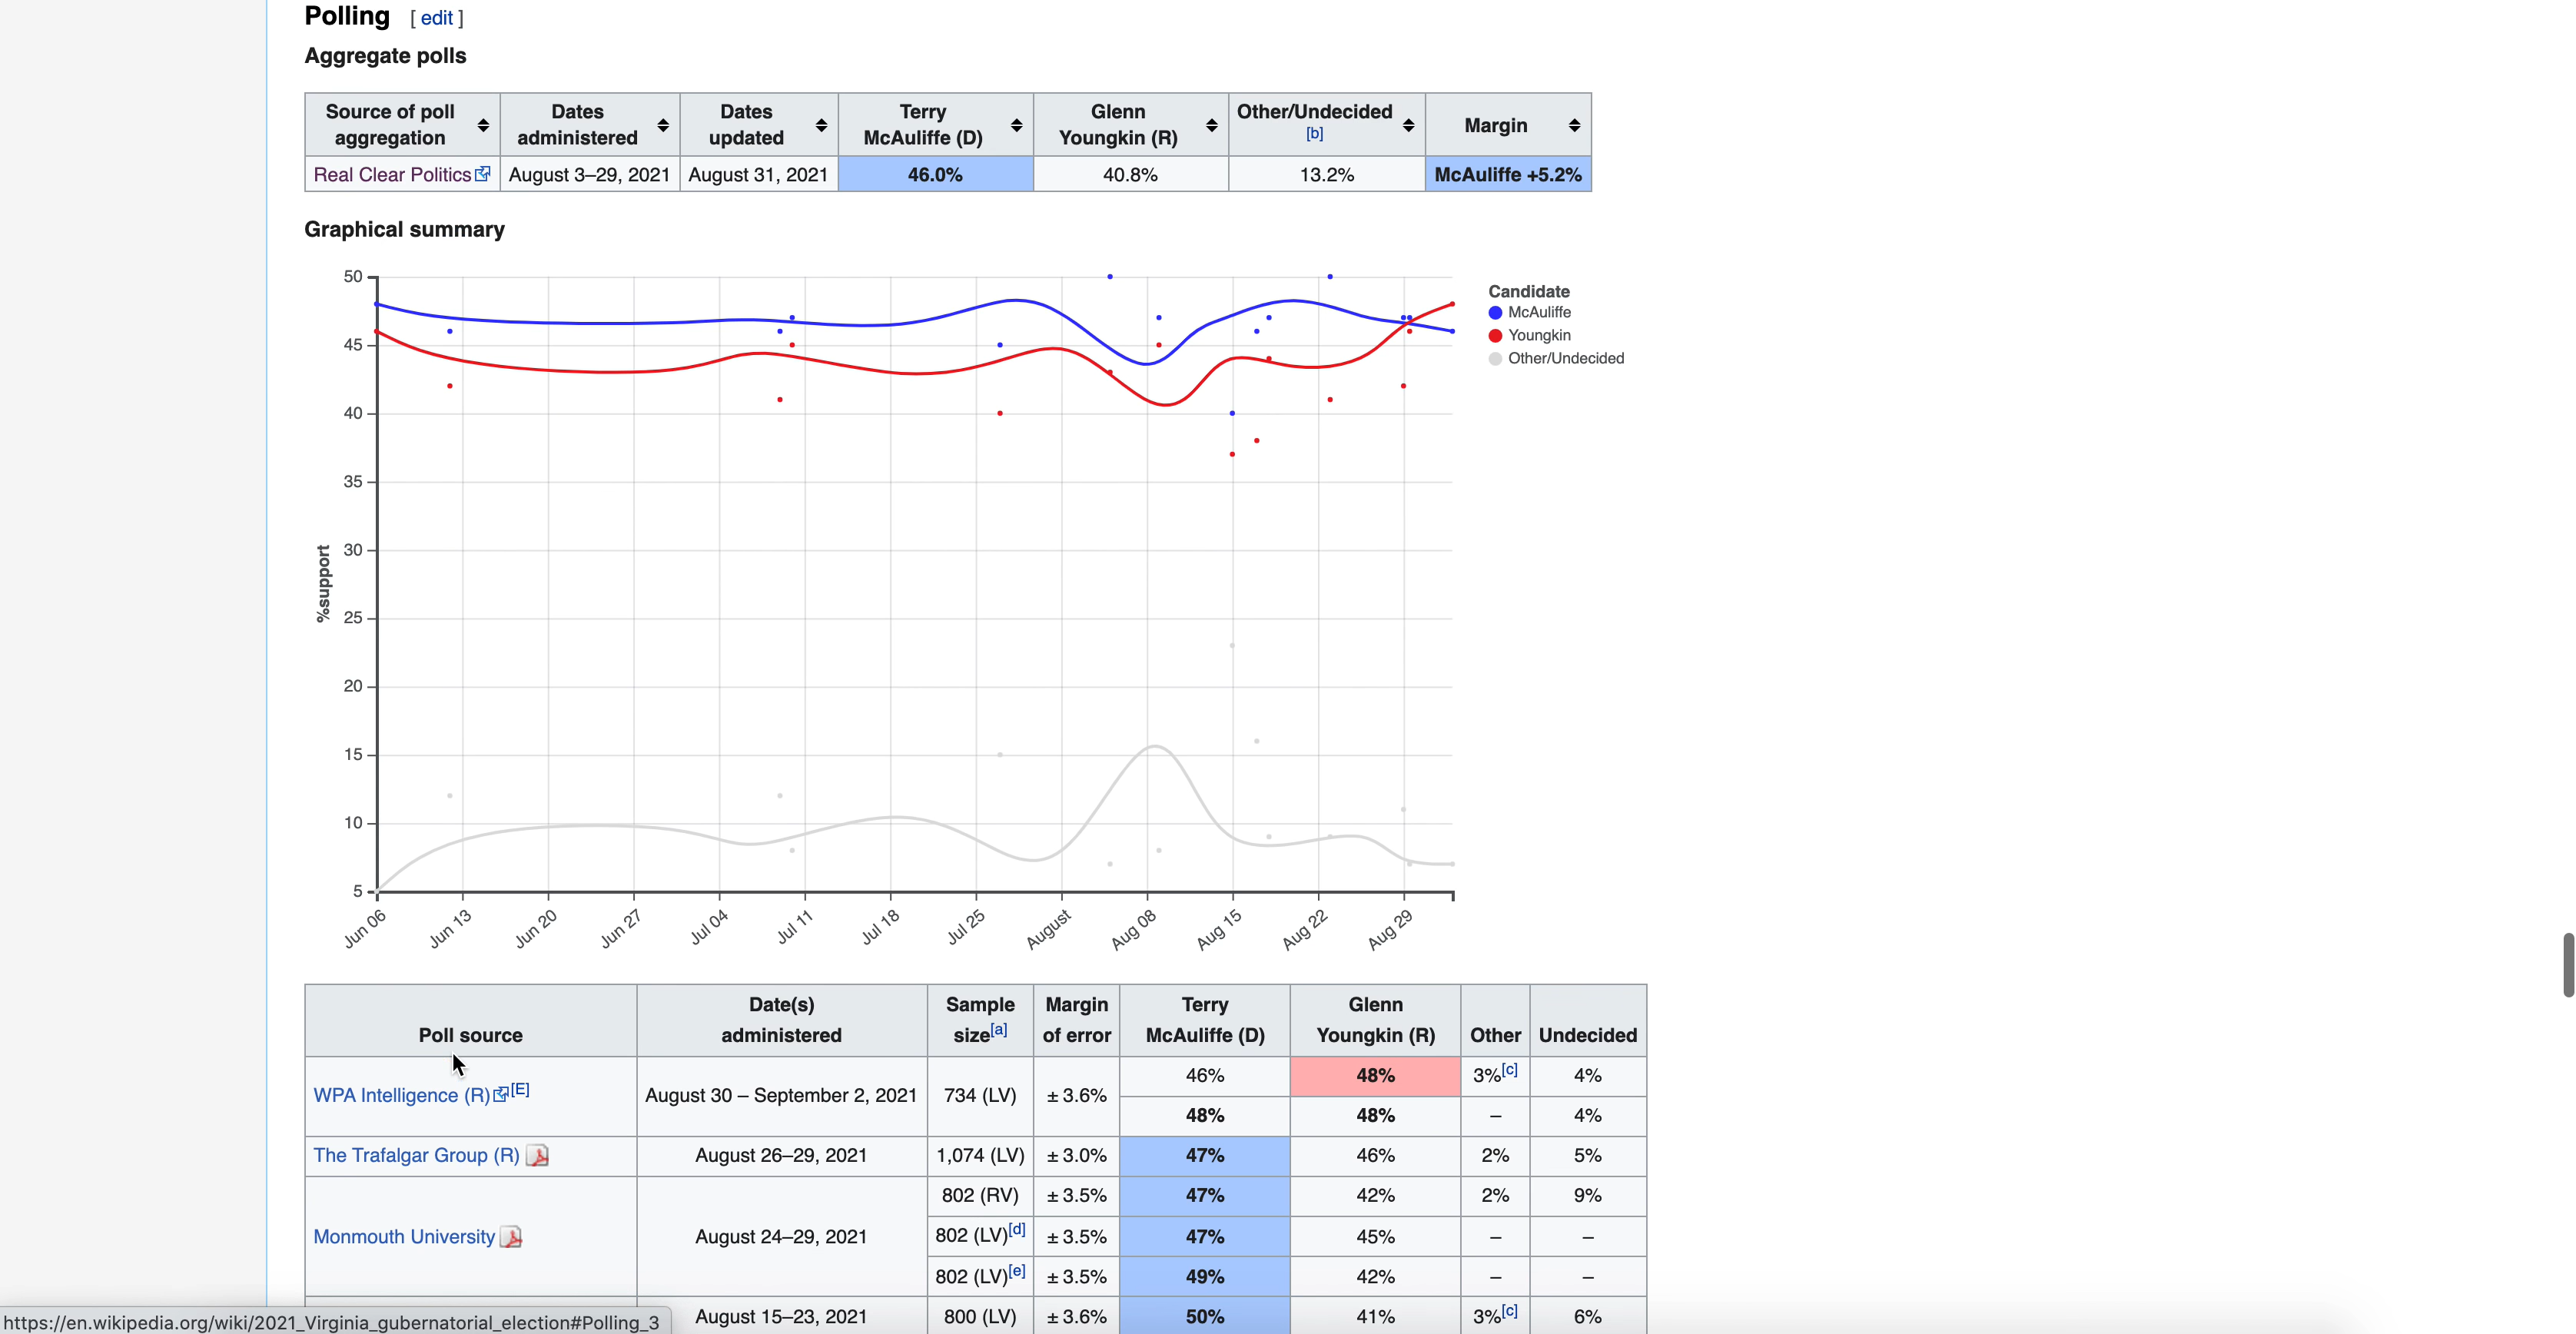 Polling [ edit ]
Aggregate polls
Source of poll aggregation Dates administered Dates updated Terry McAuliffe (D) Glenn Youngkin (R) Other/Undecided [b] Margin
Real Clear Politics August 3–29, 2021 August 31, 2021 46.0% 40.8% 13.2% McAuliffe +5.2%
Graphical summary
50
45
40
35
30
25
20
15
10
5
%support
Jun 06 Jun 13 Jun 20 Jun 27 Jul 04 Jul 11 Jul 18 Jul 25 August Aug 08 Aug 15 Aug 22 Aug 29
Candidate
McAuliffe
Youngkin
Other/Undecided
Poll source Date(s) administered Sample size[a] Margin of error Terry McAuliffe (D) Glenn Youngkin (R) Other Undecided
WPA Intelligence (R)[E] August 30 – September 2, 2021 734 (LV) ± 3.6% 46% 48% 3%[c] 4%
48% 48% – 4%
The Trafalgar Group (R) August 26–29, 2021 1,074 (LV) ± 3.0% 47% 46% 2% 5%
Monmouth University August 24–29, 2021 802 (RV) ± 3.5% 47% 42% 2% 9%
802 (LV)[d] ± 3.5% 47% 45% – –
802 (LV)[e] ± 3.5% 49% 42% – –
August 15–23, 2021 800 (LV) ± 3.6% 50% 41% 3%[c] 6%
https://en.wikipedia.org/wiki/2021_Virginia_gubernatorial_election#Polling_3